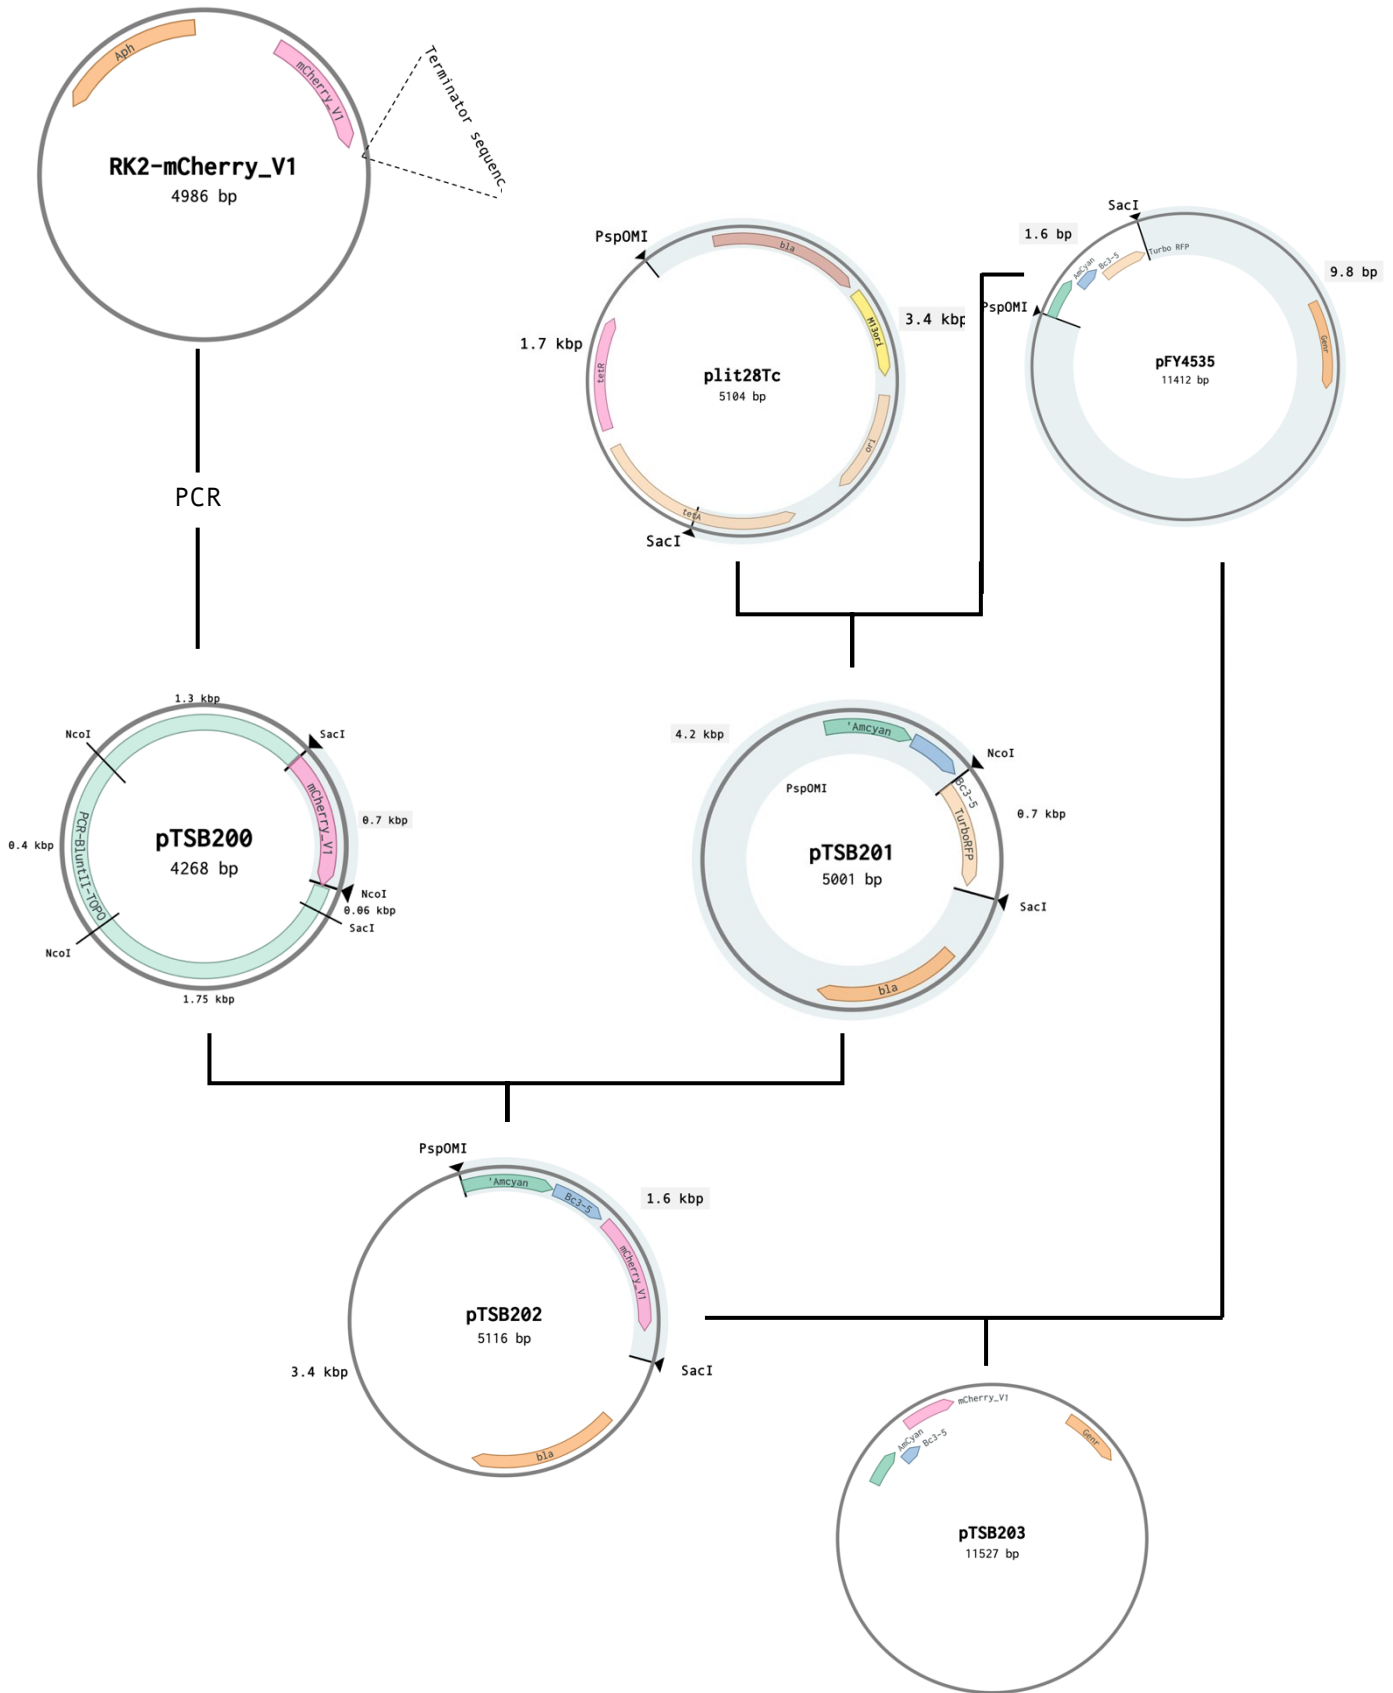 Aph
mCherry_V1
Terminator sequenc
RK2-mCherry_V1
4986 bp
PCR
PspOMI
bla
M13ori
3.4 kbp
1.7 kbp
tetR
plit28Tc
5104 bp
ori
tetA
SacI
SacI
1.6 bp
Turbo RFP
AmCyan
Bc3-5
9.8 bp
PspOMI
Genr
pFY4535
11412 bp
1.3 kbp
NcoI
SacI
mCherry_V1
0.7 kbp
0.4 kbp
PCR-BluntII-TOPO
pTSB200
4268 bp
NcoI
0.06 kbp
SacI
NcoI
1.75 kbp
4.2 kbp
'Amcyan
NcoI
Bc3-5
PspOMI
0.7 kbp
TurboRFP
pTSB201
5001 bp
SacI
bla
PspOMI
'Amcyan
Bc3-5
1.6 kbp
mCherry_V1
pTSB202
5116 bp
3.4 kbp
SacI
bla
mCherry_V1
AmCyan
Bc3-5
Genr
pTSB203
11527 bp